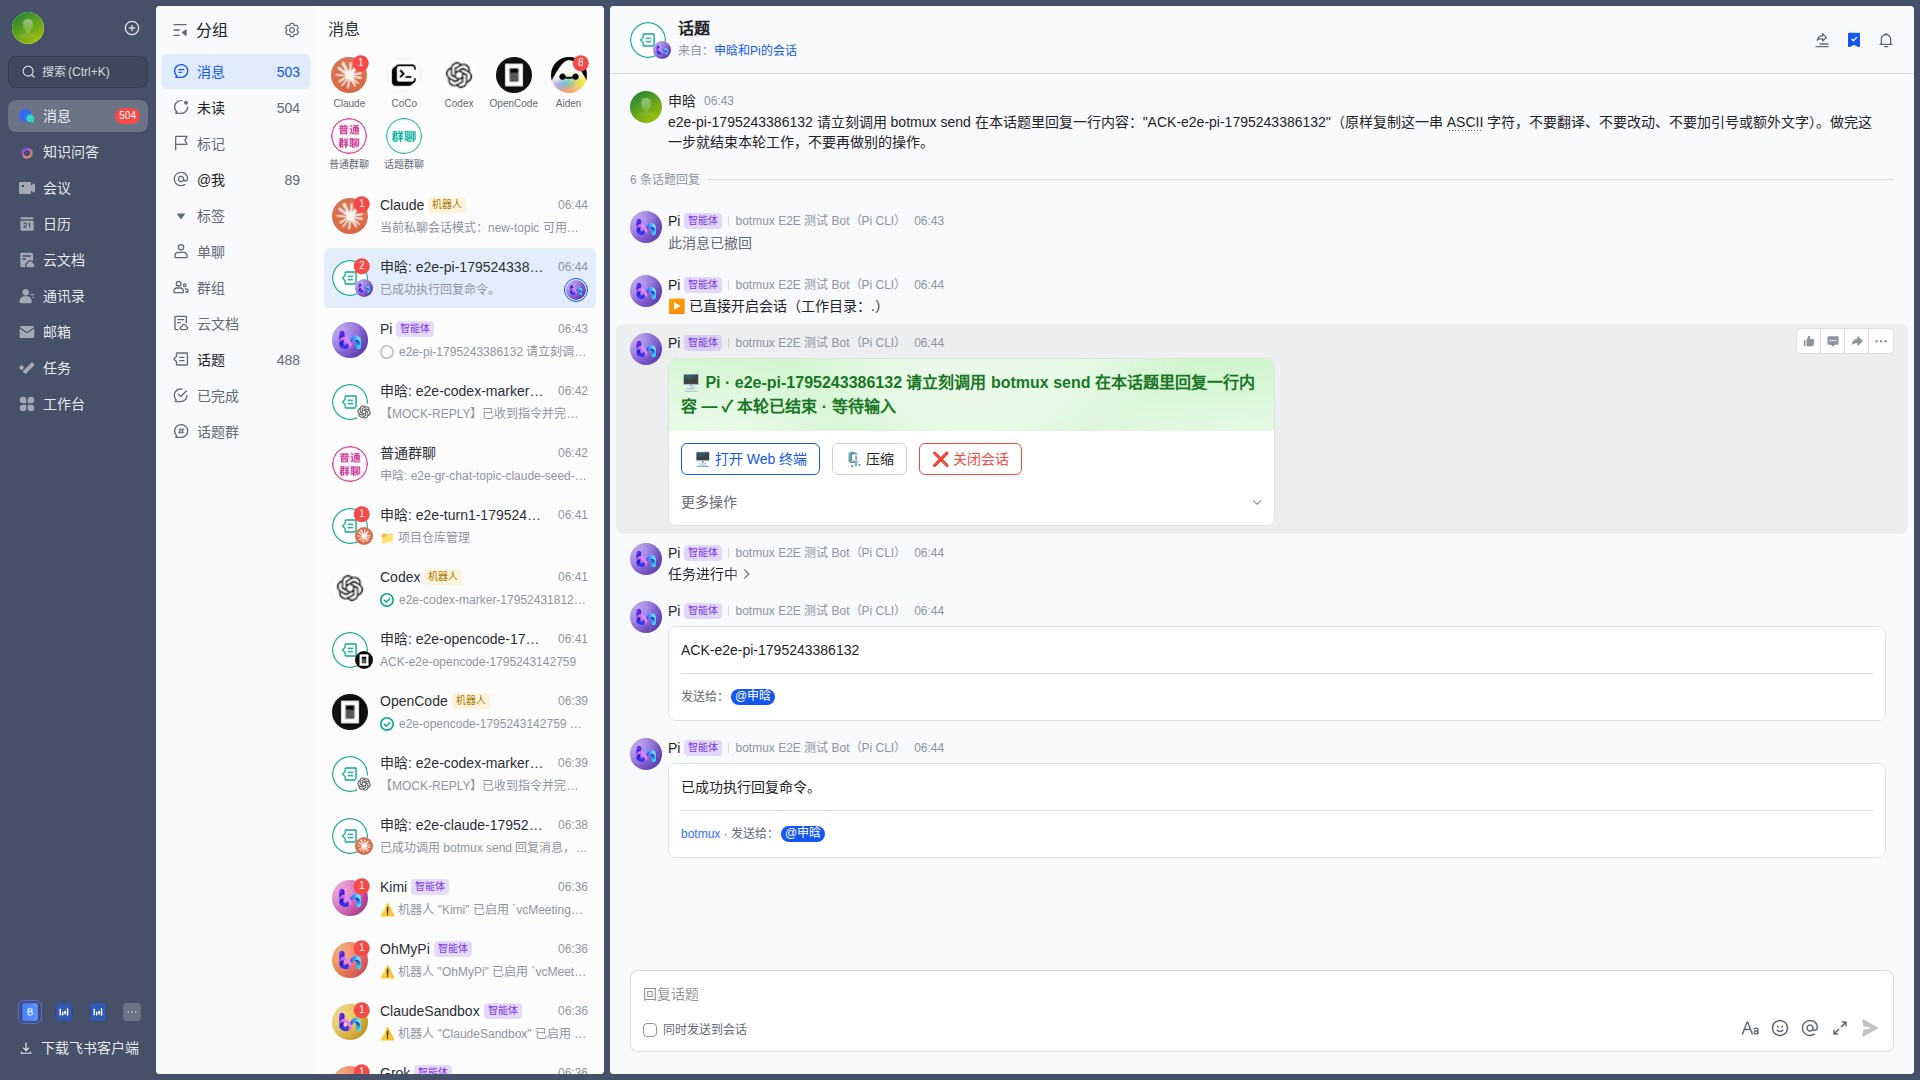 搜索 (Ctrl+K)
消息 504
知识问答
会议
日历
云文档
通讯录
邮箱
任务
工作台
下载飞书客户端
分组
消息 503
未读 504
标记
@我 89
标签
单聊
群组
云文档
话题 488
已完成
话题群
消息
1 8
Claude CoCo Codex OpenCode Aiden
普通群聊 群聊
普通群聊 话题群聊
1 Claude 机器人 06:44
当前私聊会话模式：new-topic 可用…
2 申晗: e2e-pi-179524338… 06:44
已成功执行回复命令。
Pi 智能体 06:43
e2e-pi-1795243386132 请立刻调…
申晗: e2e-codex-marker… 06:42
【MOCK-REPLY】已收到指令并完…
普通群聊 普通群聊 06:42
申晗: e2e-gr-chat-topic-claude-seed-…
1 申晗: e2e-turn1-179524… 06:41
📁 项目仓库管理
Codex 机器人 06:41
e2e-codex-marker-17952431812…
申晗: e2e-opencode-17… 06:41
ACK-e2e-opencode-1795243142759
OpenCode 机器人 06:39
e2e-opencode-1795243142759 …
申晗: e2e-codex-marker… 06:39
【MOCK-REPLY】已收到指令并完…
申晗: e2e-claude-17952… 06:38
已成功调用 botmux send 回复消息，…
1 Kimi 智能体 06:36
⚠️ 机器人 "Kimi" 已启用 `vcMeeting…
1 OhMyPi 智能体 06:36
⚠️ 机器人 "OhMyPi" 已启用 `vcMeet…
1 ClaudeSandbox 智能体 06:36
⚠️ 机器人 "ClaudeSandbox" 已启用 …
1 Grok 智能体 06:36
话题
来自：申晗和Pi的会话
申晗 06:43
e2e-pi-1795243386132 请立刻调用 botmux send 在本话题里回复一行内容："ACK-e2e-pi-1795243386132"（原样复制这一串 ASCII 字符，不要翻译、不要改动、不要加引号或额外文字）。做完这
一步就结束本轮工作，不要再做别的操作。
6 条话题回复
Pi 智能体 botmux E2E 测试 Bot（Pi CLI） 06:43
此消息已撤回
Pi 智能体 botmux E2E 测试 Bot（Pi CLI） 06:44
▶️ 已直接开启会话（工作目录：.）
Pi 智能体 botmux E2E 测试 Bot（Pi CLI） 06:44
🖥️ Pi · e2e-pi-1795243386132 请立刻调用 botmux send 在本话题里回复一行内
容 — ✓ 本轮已结束 · 等待输入
🖥️ 打开 Web 终端 🗜️ 压缩 ❌ 关闭会话
更多操作
Pi 智能体 botmux E2E 测试 Bot（Pi CLI） 06:44
任务进行中
Pi 智能体 botmux E2E 测试 Bot（Pi CLI） 06:44
ACK-e2e-pi-1795243386132
发送给：@申晗
Pi 智能体 botmux E2E 测试 Bot（Pi CLI） 06:44
已成功执行回复命令。
botmux · 发送给：@申晗
回复话题
同时发送到会话